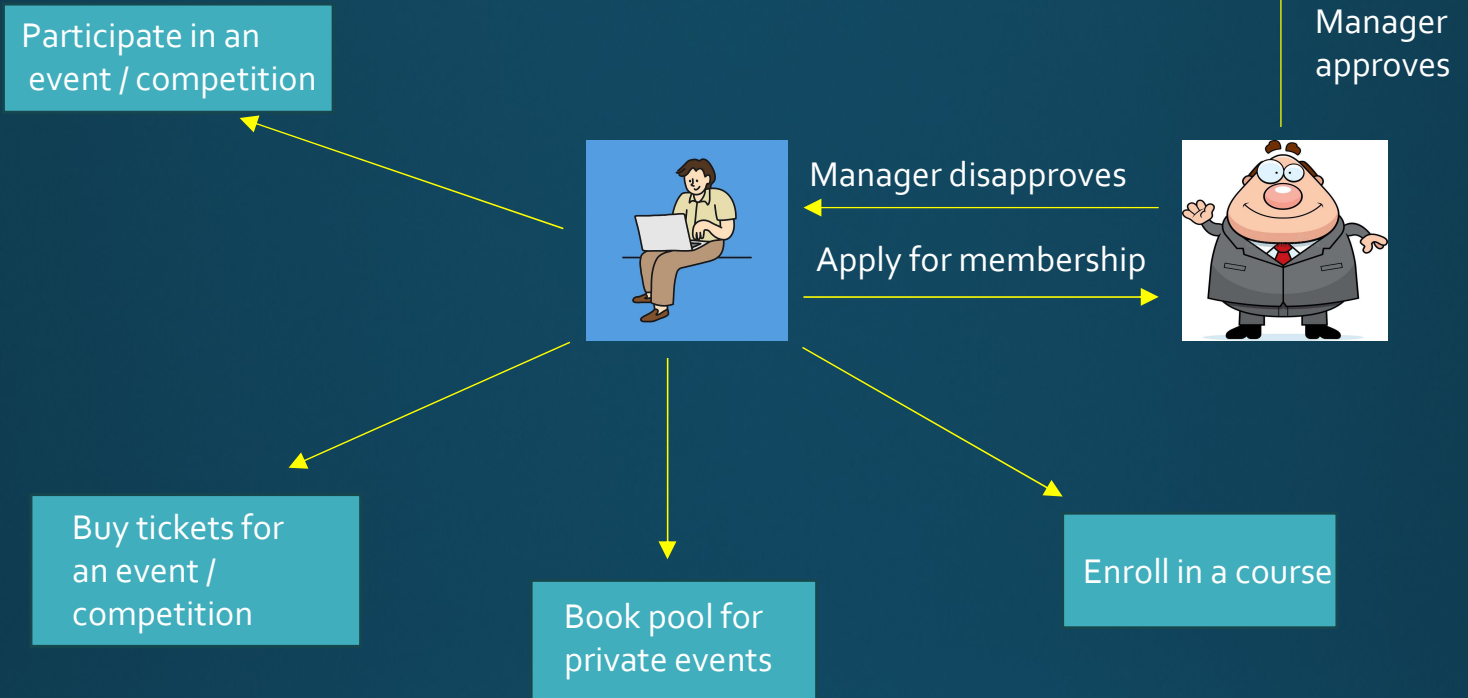 Participate in an
event / competition
Manager
approves
Manager disapproves
Apply for membership
Buy tickets for
an event /
competition
Book pool for
private events
Enroll in a course